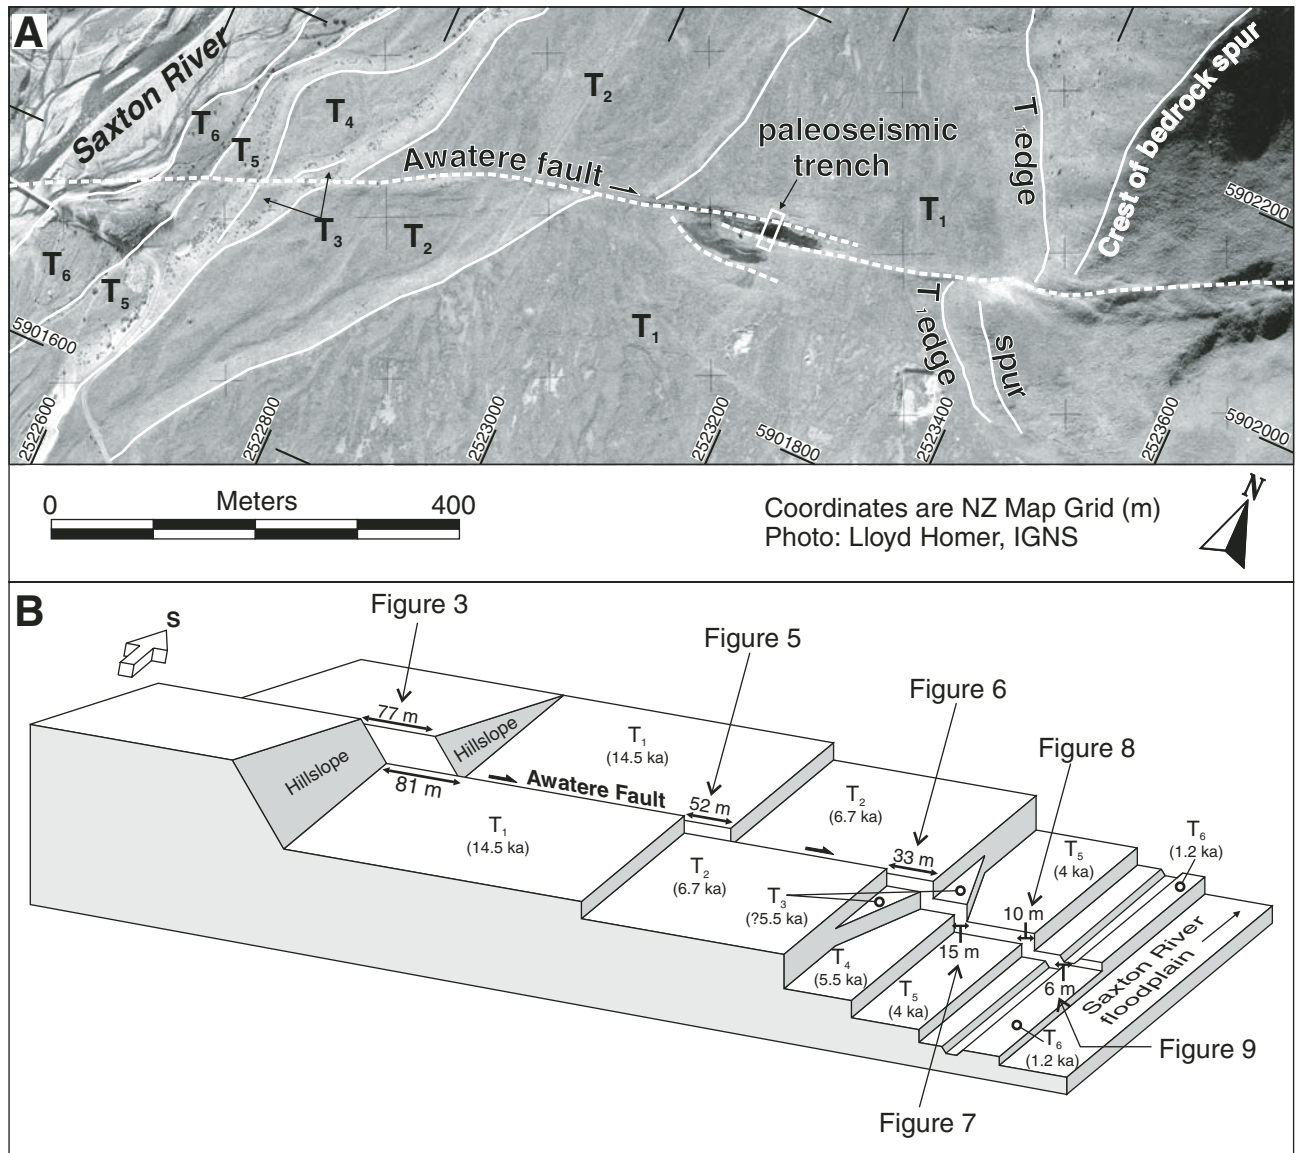 A
Saxton River
T6
T5
T4
T2
Awatere fault
paleoseismic
trench
T1
T1 edge
Crest of bedrock spur
5902200
T3
T2
T6
T5
T1
T1 edge
spur
5901600
2522600
2522800
2523000
2523200
5901800
2523400
2523600
5902000
0 Meters 400
Coordinates are NZ Map Grid (m)
Photo: Lloyd Homer, IGNS
N
B
S
Figure 3
Figure 5
Figure 6
Figure 8
77 m
Hillslope
Hillslope
81 m
Awatere Fault
T1
(14.5 ka)
T1
(14.5 ka)
52 m
T2
(6.7 ka)
T2
(6.7 ka)
33 m
T3
(?5.5 ka)
T5
(4 ka)
T6
(1.2 ka)
10 m
15 m
T4
(5.5 ka)
T5
(4 ka)
6 m
T6
(1.2 ka)
Saxton River
floodplain
Figure 9
Figure 7